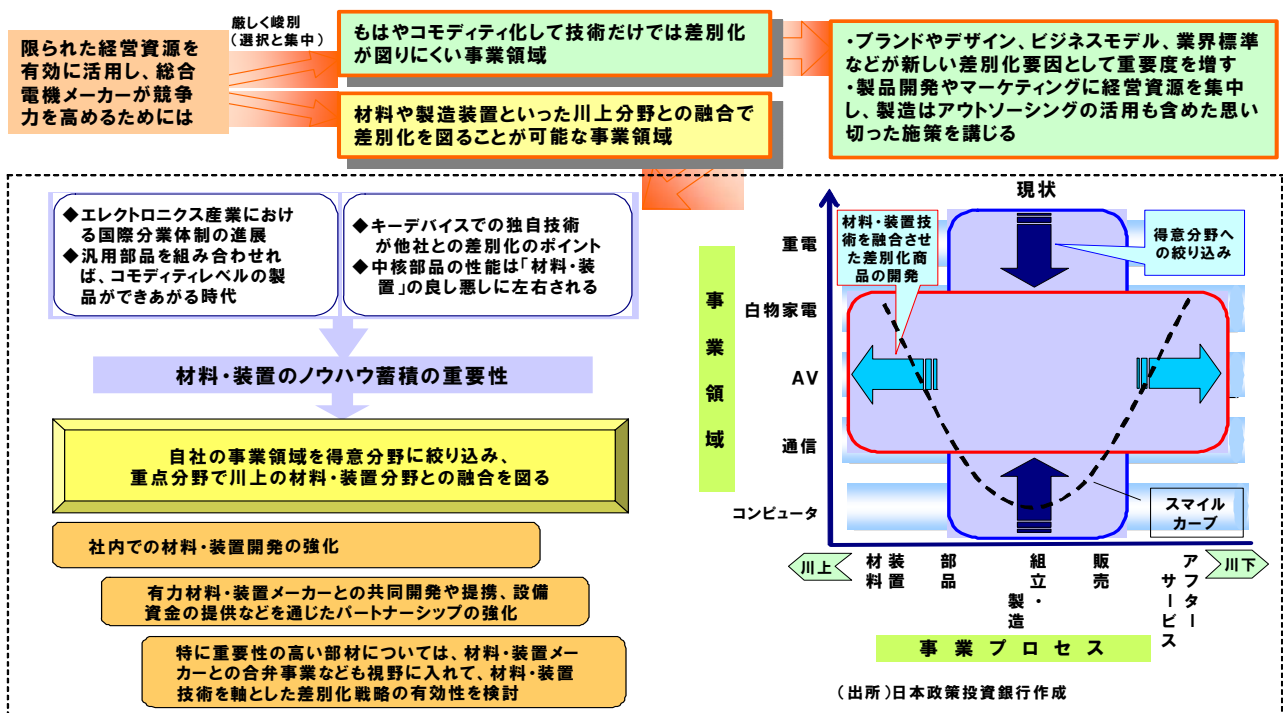 限られた経営資源を
有効に活用し、総合
電機メーカーが競争
力を高めるためには
厳しく峻別
（選択と集中）
もはやコモディティ化して技術だけでは差別化
が図りにくい事業領域
材料や製造装置といった川上分野との融合で
差別化を図ることが可能な事業領域
・ブランドやデザイン、ビジネスモデル、業界標準
などが新しい差別化要因として重要度を増す
・製品開発やマーケティングに経営資源を集中
し、製造はアウトソーシングの活用も含めた思い
切った施策を講じる
◆エレクトロニクス産業におけ
る国際分業体制の進展
◆汎用部品を組み合わせれ
ば、コモディティレベルの製
品ができあがる時代
キーデバイスでの独自技術
が他社との差別化のポイント
◆中核部品の性能は「材料・装
置」の良し悪しに左右される
材料・装置のノウハウ蓄積の重要性
自社の事業領域を得意分野に絞り込み、
重点分野で川上の材料・装置分野との融合を図る
社内での材料・装置開発の強化
有力材料・装置メーカーとの共同開発や提携、設備
資金の提供などを通じたパートナーシップの強化
特に重要性の高い部材については、材料・装置メー
カーとの合弁事業なども視野に入れて、材料・装置
技術を軸とした差別化戦略の有効性を検討
現状
材料・装置技
術を融合させ
た差別化商
品の開発
得意分野へ
の絞り込み
事業領域
重電
白物家電
AV
通信
コンピュータ
スマイル
カーブ
川上
材料
装置
部品
組立・
製造
販売
アフター
サービス
川下
事業プロセス
（出所）日本政策投資銀行作成